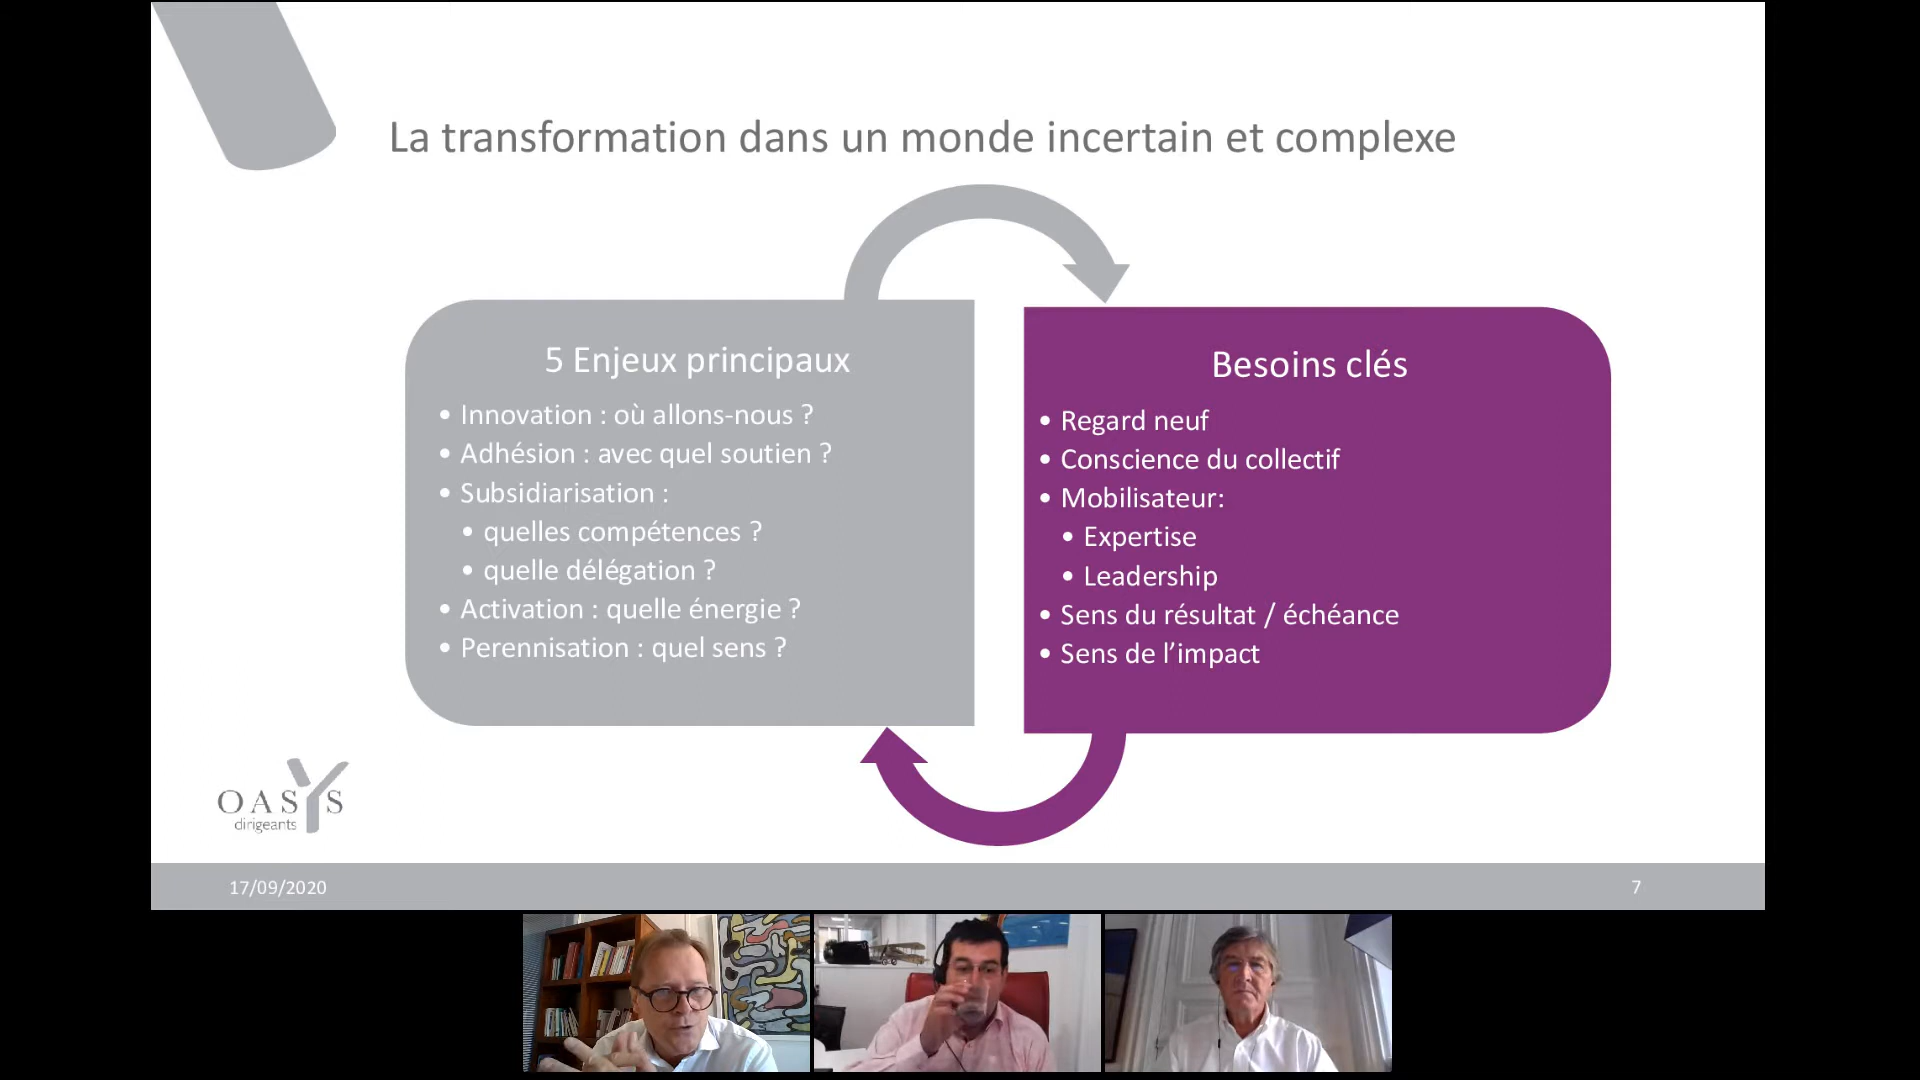 La transformation dans un monde incertain et complexe
5 Enjeux principaux
• Innovation : où allons-nous ?
• Adhésion : avec quel soutien ?
• Subsidiarisation :
• quelles compétences ?
• quelle délégation ?
• Activation : quelle énergie ?
• Perennisation : quel sens ?
Besoins clés
• Regard neuf
• Conscience du collectif
• Mobilisateur:
• Expertise
• Leadership
• Sens du résultat / échéance
• Sens de l’impact
OASYS
dirigeants
17/09/2020
7